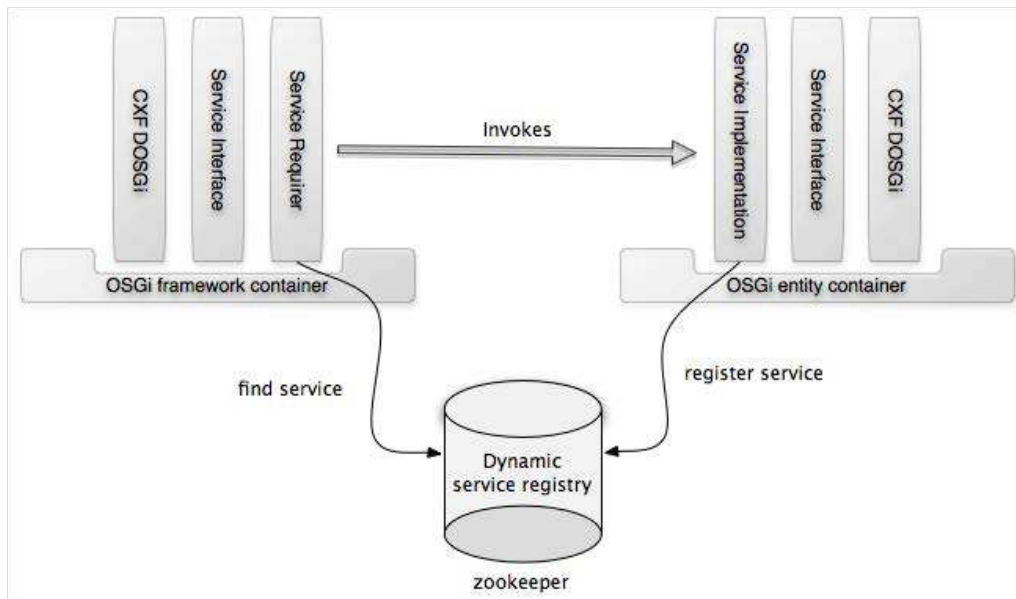 CXF DOSGi
Service Interface
Service Requirer
Invokes
Service Implementation
Service Interface
CXF DOSGi
OSGi framework container
OSGi entity container
find service
register service
Dynamic
service registry
zookeeper